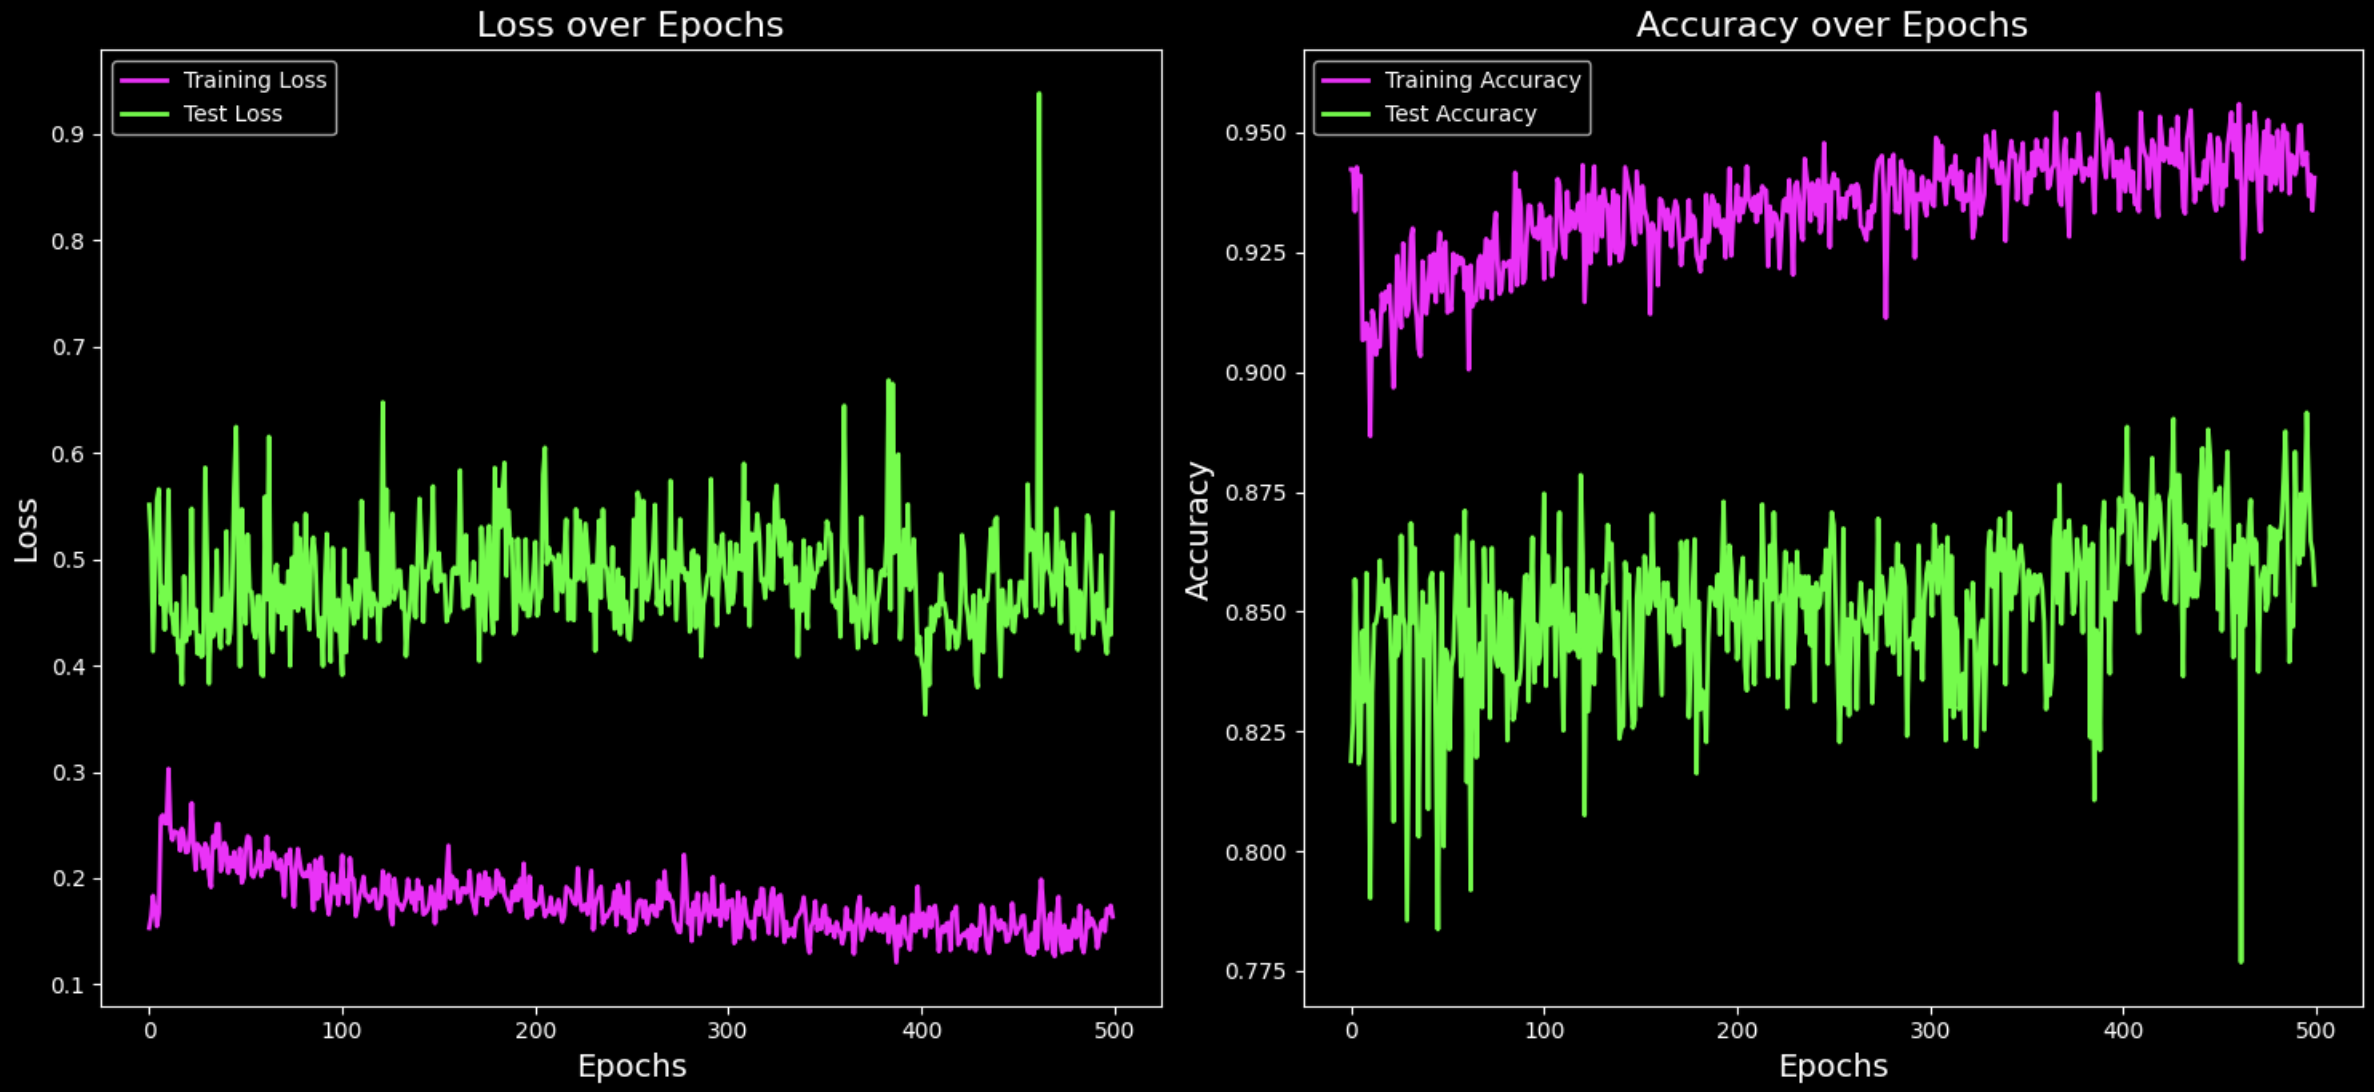 Loss over Epochs
Training Loss
Test Loss
0.9
0.8
0.7
0.6
0.5
0.4
0.3
0.2
0.1
Loss
0
100
200
300
400
500
Epochs
Accuracy over Epochs
Training Accuracy
Test Accuracy
0.950
0.925
0.900
0.875
0.850
0.825
0.800
0.775
Accuracy
0
100
200
300
400
500
Epochs